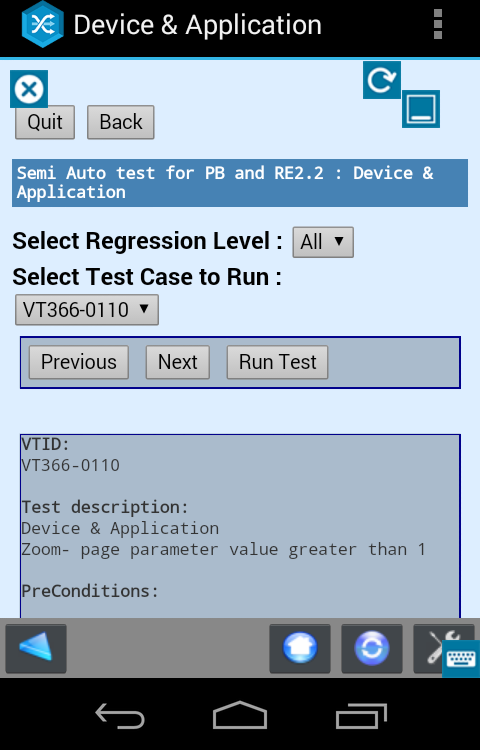 Device & Application
Quit Back
Semi Auto test for PB and RE2.2 : Device &
Application
Select Regression Level : All
Select Test Case to Run :
VT366-0110
Previous Next Run Test
VTID:
VT366-0110
Test description:
Device & Application
Zoom- page parameter value greater than 1
PreConditions: